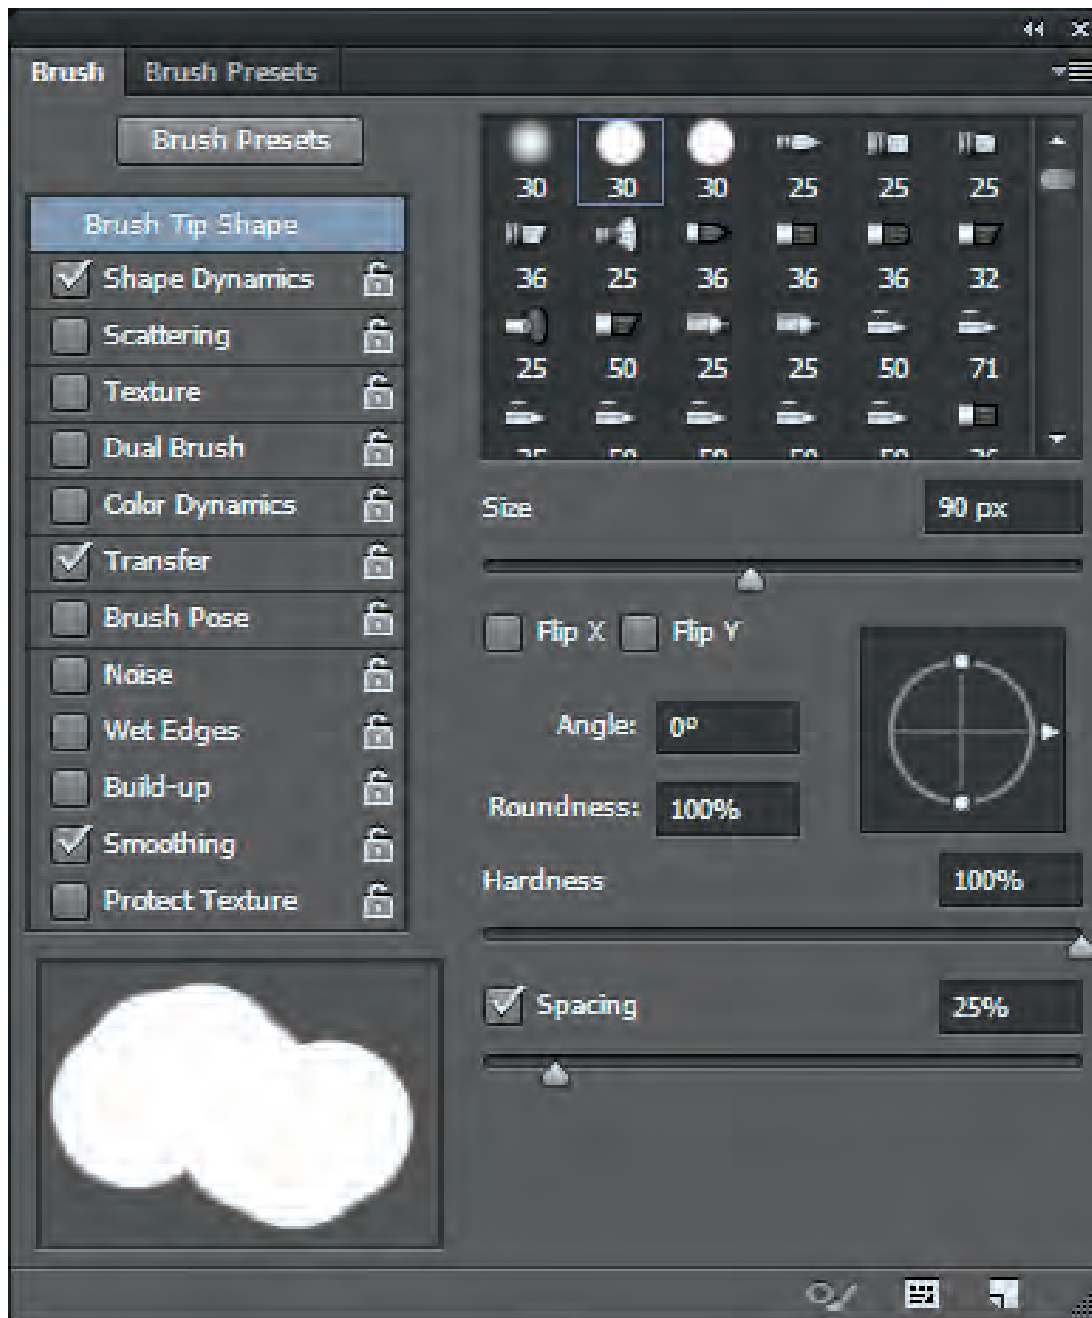 Brush Brush Presets
Brush Presets
Brush Tip Shape
Shape Dynamics
Scattering
Texture
Dual Brush
Color Dynamics
Transfer
Brush Pose
Noise
Wet Edges
Build-up
Smoothing
Protect Texture
30 30 30 25 25 25
36 25 36 36 36 32
25 50 25 25 50 71
Size 90 px
Flip X Flip Y
Angle: 0º
Roundness: 100%
Hardness 100%
Spacing 25%